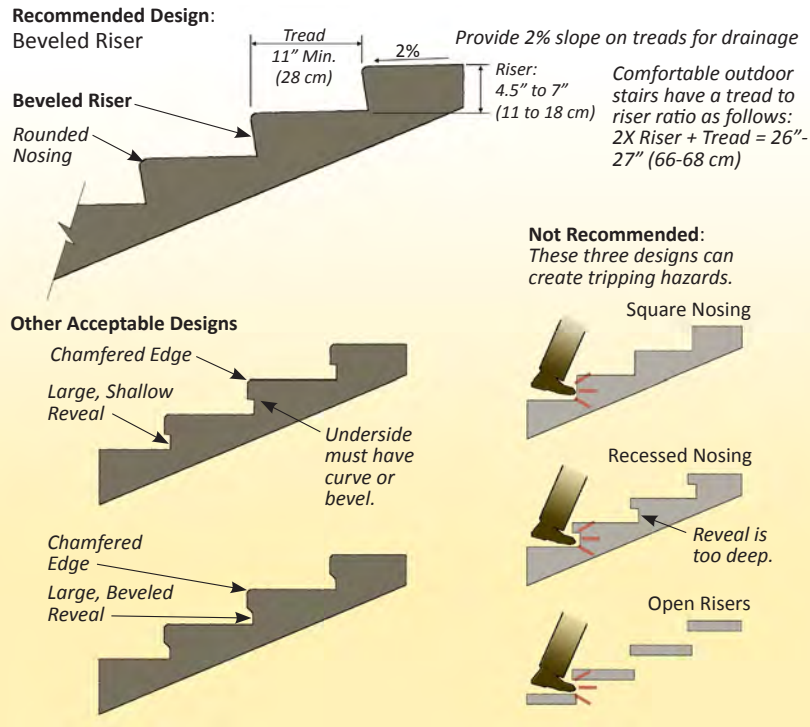 Recommended Design:
Beveled Riser
Tread
11” Min.
(28 cm)
2%
Provide 2% slope on treads for drainage
Riser:
4.5” to 7”
(11 to 18 cm)
Comfortable outdoor
stairs have a tread to
riser ratio as follows:
2X Riser + Tread = 26”-
27” (66-68 cm)
Beveled Riser
Rounded
Nosing
Not Recommended:
These three designs can
create tripping hazards.
Square Nosing
Other Acceptable Designs
Chamfered Edge
Large, Shallow
Reveal
Underside
must have
curve or
bevel.
Recessed Nosing
Reveal is
too deep.
Chamfered
Edge
Large, Beveled
Reveal
Open Risers